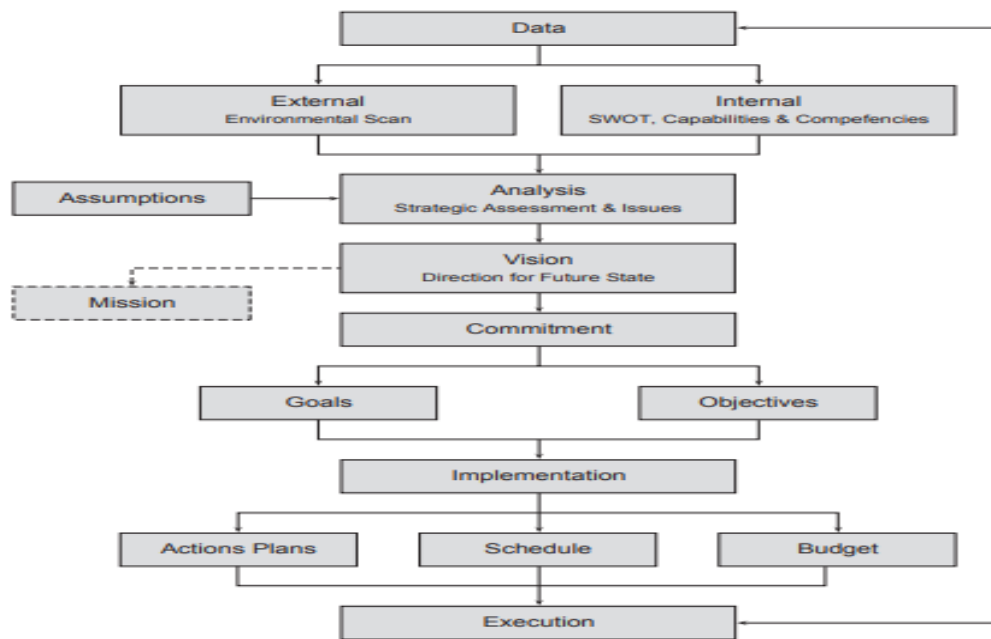 Data
External
Environmental Scan
Internal
SWOT, Capabilities & Compefencies
Assumptions
Analysis
Strategic Assessment & Issues
Vision
Direction for Future State
Mission
Commitment
Goals
Objectives
Implementation
Actions Plans
Schedule
Budget
Execution